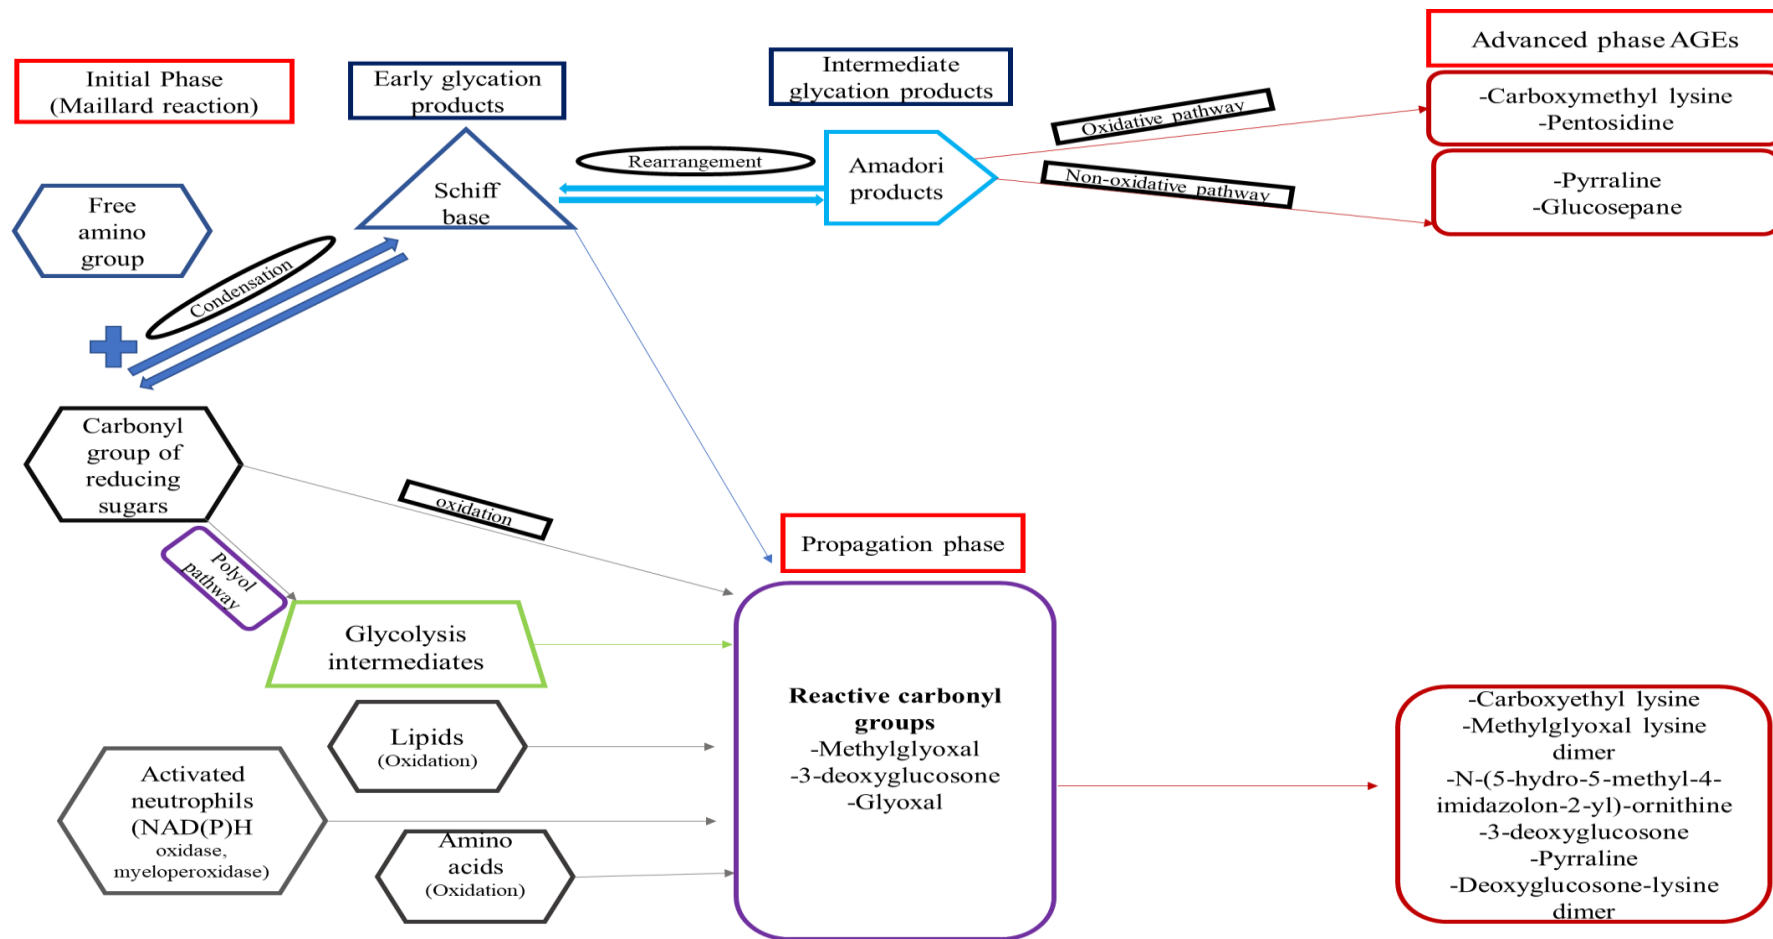 Initial Phase
(Maillard reaction)
Early glycation
products
Intermediate
glycation products
Advanced phase AGEs
-Carboxymethyl lysine
-Pentosidine
Oxidative pathway
Non-oxidative pathway
-Pyrraline
-Glucosepane
Rearrangement
Amadori
products
Schiff
base
Free
amino
group
Condensation
Carbonyl
group of
reducing
sugars
oxidation
Polyol
pathway
Propagation phase
Glycolysis
intermediates
Lipids
(Oxidation)
Activated
neutrophils
(NAD(P)H
oxidase,
myeloperoxidase)
Amino
acids
(Oxidation)
Reactive carbonyl
groups
-Methylglyoxal
-3-deoxyglucosone
-Glyoxal
-Carboxyethyl lysine
-Methylglyoxal lysine
dimer
-N-(5-hydro-5-methyl-4-
imidazolon-2-yl)-ornithine
-3-deoxyglucosone
-Pyrraline
-Deoxyglucosone-lysine
dimer